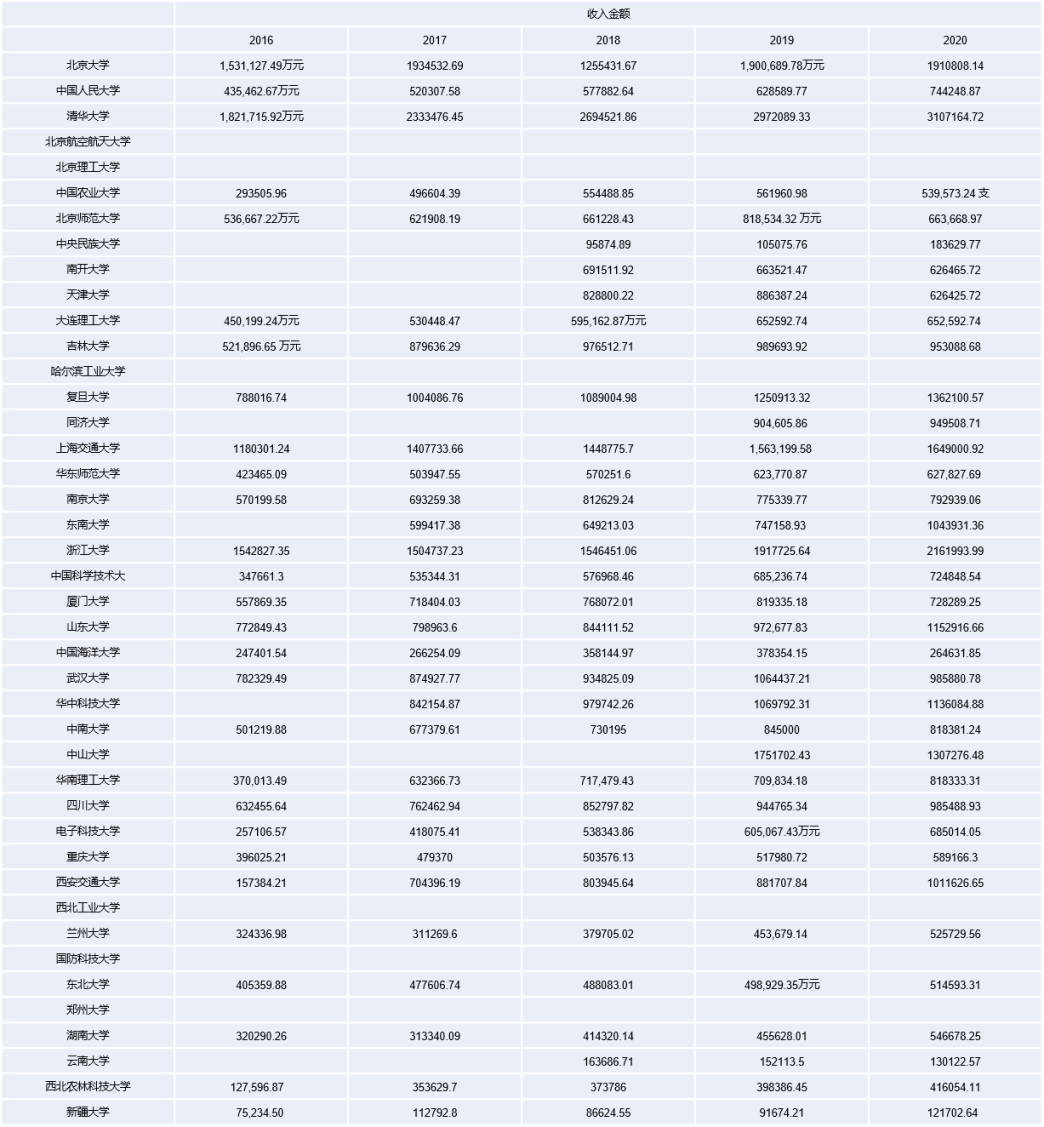 收入金额
2016 2017 2018 2019 2020
北京大学 1,531,127.49万元 1934532.69 1255431.67 1,900,689.78万元 1910808.14
中国人民大学 435,462.67万元 520307.58 577882.64 628589.77 744248.87
清华大学 1,821,715.92万元 2333476.45 2694521.86 2972089.33 3107164.72
北京航空航天大学
北京理工大学
中国农业大学 293505.96 496604.39 554488.85 561960.98 539,573.24 支
北京师范大学 536,667.22万元 621908.19 661228.43 818,534.32 万元 663,668.97
中央民族大学 95874.89 105075.76 183629.77
南开大学 691511.92 663521.47 626465.72
天津大学 828800.22 886387.24 626425.72
大连理工大学 450,199.24万元 530448.47 595,162.87万元 652592.74 652,592.74
吉林大学 521,896.65 万元 879636.29 976512.71 989693.92 953088.68
哈尔滨工业大学
复旦大学 788016.74 1004086.76 1089004.98 1250913.32 1362100.57
同济大学 904,605.86 949508.71
上海交通大学 1180301.24 1407733.66 1448775.7 1,563,199.58 1649000.92
华东师范大学 423465.09 503947.55 570251.6 623,770.87 627,827.69
南京大学 570199.58 693259.38 812629.24 775339.77 792939.06
东南大学 599417.38 649213.03 747158.93 1043931.36
浙江大学 1542827.35 1504737.23 1546451.06 1917725.64 2161993.99
中国科学技术大 347661.3 535344.31 576968.46 685,236.74 724848.54
厦门大学 557869.35 718404.03 768072.01 819335.18 728289.25
山东大学 772849.43 798963.6 844111.52 972,677.83 1152916.66
中国海洋大学 247401.54 266254.09 358144.97 378354.15 264631.85
武汉大学 782329.49 874927.77 934825.09 1064437.21 985880.78
华中科技大学 842154.87 979742.26 1069792.31 1136084.88
中南大学 501219.88 677379.61 730195 845000 818381.24
中山大学 1751702.43 1307276.48
华南理工大学 370,013.49 632366.73 717,479.43 709,834.18 818333.31
四川大学 632455.64 762462.94 852797.82 944765.34 985488.93
电子科技大学 257106.57 418075.41 538343.86 605,067.43万元 685014.05
重庆大学 396025.21 479370 503576.13 517980.72 589166.3
西安交通大学 157384.21 704396.19 803945.64 881707.84 1011626.65
西北工业大学
兰州大学 324336.98 311269.6 379705.02 453,679.14 525729.56
国防科技大学
东北大学 405359.88 477606.74 488083.01 498,929.35万元 514593.31
郑州大学
湖南大学 320290.26 313340.09 414320.14 455628.01 546678.25
云南大学 163686.71 152113.5 130122.57
西北农林科技大学 127,596.87 353629.7 373786 398386.45 416054.11
新疆大学 75,234.50 112792.8 86624.55 91674.21 121702.64